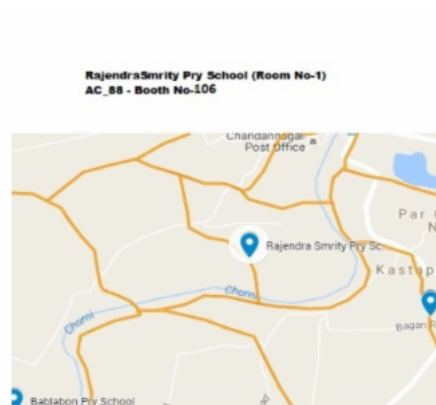 RajendraSmrity Pry School (Room No-1)
AC_88 - Booth No-106
Chandannagar
Post Office
Par
Rajendra Smrity Pry Sc
Kastap
Churni
Churni
Bagan
Bablabon Pry School